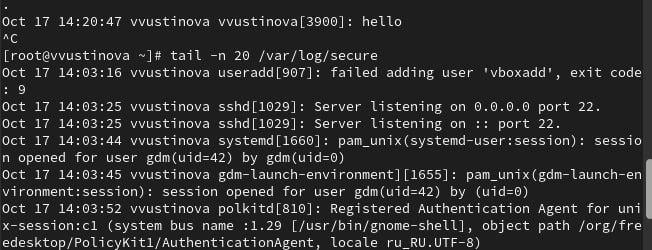 .
Oct 17 14:20:47 vvustinova vvustinova[3900]: hello
^C
[root@vvustinova ~]# tail -n 20 /var/log/secure
Oct 17 14:03:16 vvustinova useradd[907]: failed adding user 'vboxadd', exit code
: 9
Oct 17 14:03:25 vvustinova sshd[1029]: Server listening on 0.0.0.0 port 22.
Oct 17 14:03:25 vvustinova sshd[1029]: Server listening on :: port 22.
Oct 17 14:03:44 vvustinova systemd[1660]: pam_unix(systemd-user:session): sessio
n opened for user gdm(uid=42) by gdm(uid=0)
Oct 17 14:03:45 vvustinova gdm-launch-environment][1655]: pam_unix(gdm-launch-en
vironment:session): session opened for user gdm(uid=42) by (uid=0)
Oct 17 14:03:52 vvustinova polkitd[810]: Registered Authentication Agent for uni
x-session:c1 (system bus name :1.29 [/usr/bin/gnome-shell], object path /org/fre
edesktop/PolicyKit1/AuthenticationAgent, locale ru_RU.UTF-8)